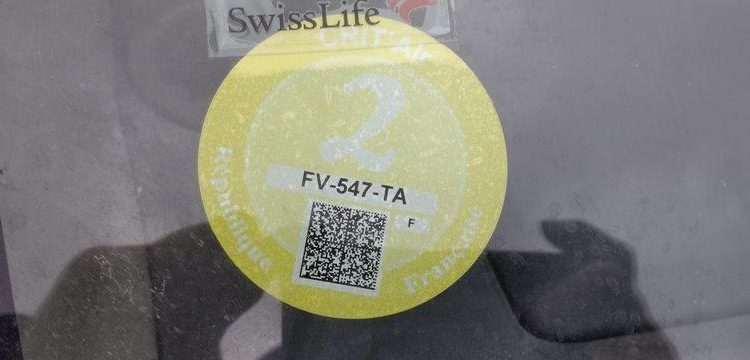 SwissLife
CRIT'Air
2
FV-547-TA
F
République
Française